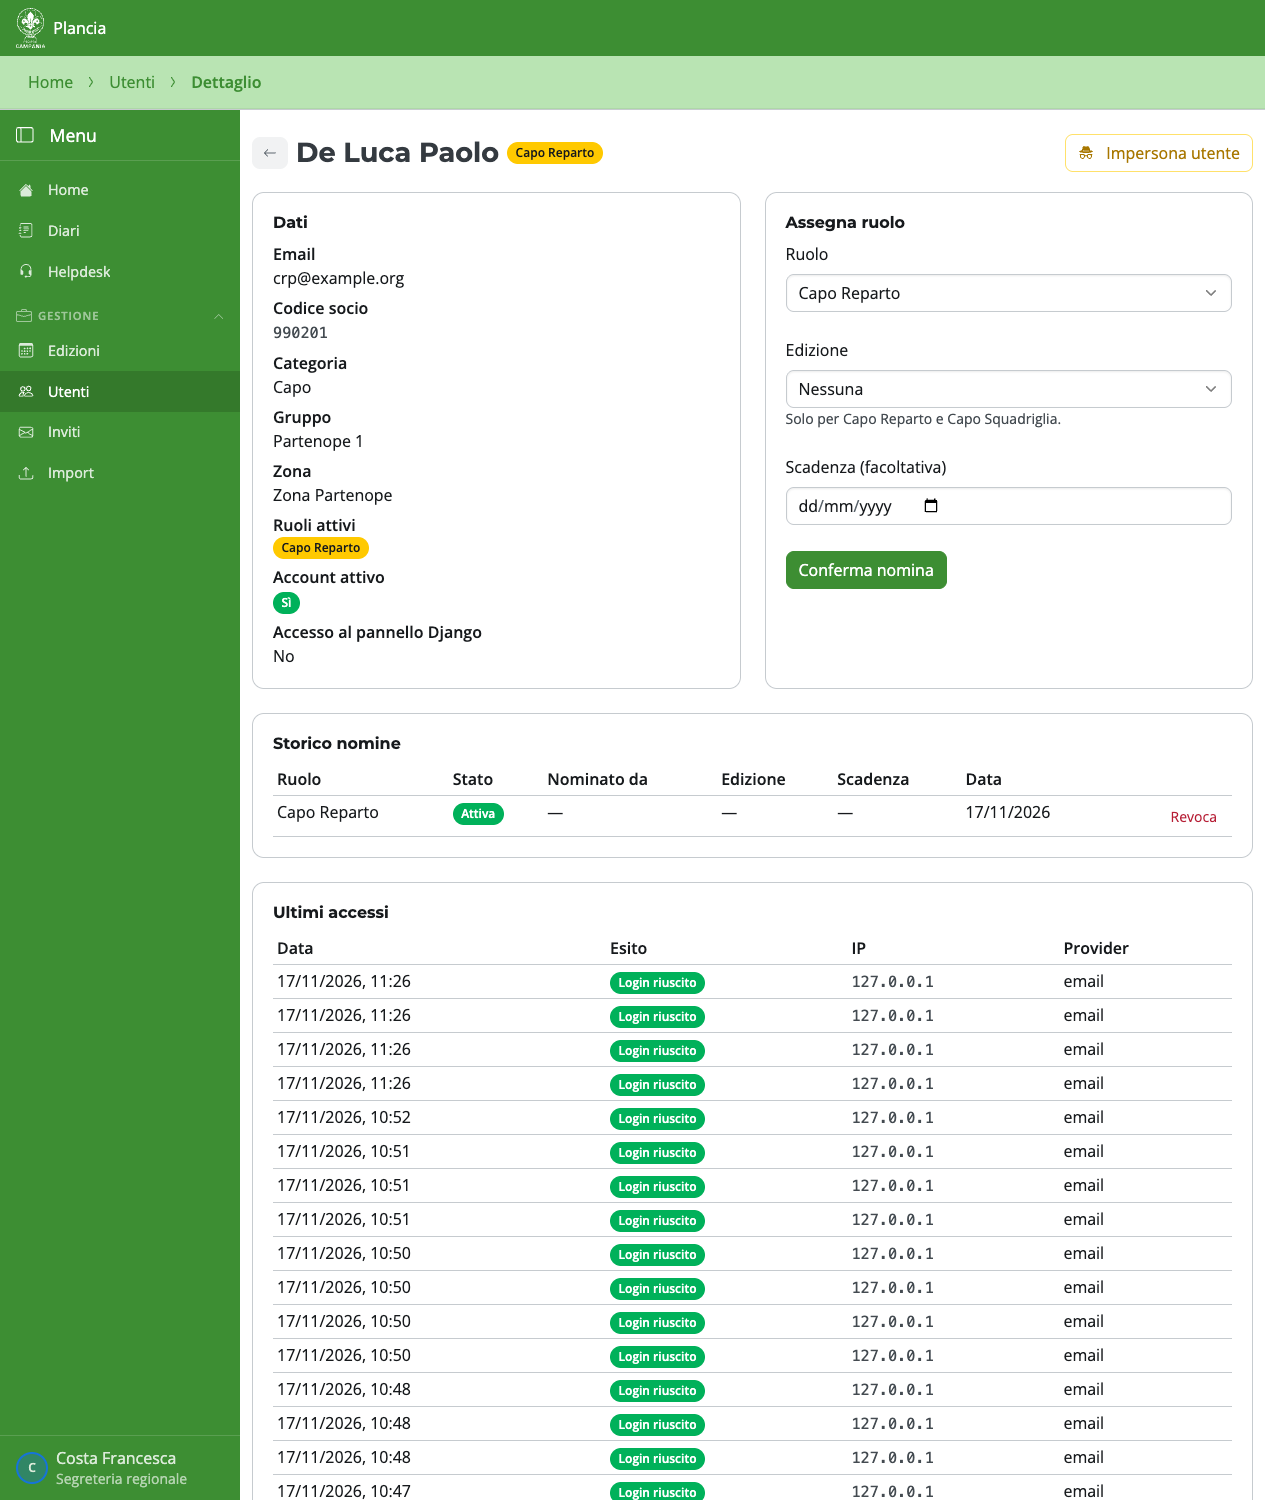 CAMPANIA
Plancia
Home > Utenti > Dettaglio
Menu
Home
Diari
Helpdesk
GESTIONE
Edizioni
Utenti
Inviti
Import
Costa Francesca
C
Segreteria regionale
← De Luca Paolo Capo Reparto
Impersona utente
Dati
Email
crp@example.org
Codice socio
990201
Categoria
Capo
Gruppo
Partenope 1
Zona
Zona Partenope
Ruoli attivi
Capo Reparto
Account attivo
Sì
Accesso al pannello Django
No
Assegna ruolo
Ruolo
Capo Reparto
Edizione
Nessuna
Solo per Capo Reparto e Capo Squadriglia.
Scadenza (facoltativa)
dd/mm/yyyy
Conferma nomina
Storico nomine
Ruolo Stato Nominato da Edizione Scadenza Data
Capo Reparto Attiva — — — 17/11/2026 Revoca
Ultimi accessi
Data Esito IP Provider
17/11/2026, 11:26 Login riuscito 127.0.0.1 email
17/11/2026, 11:26 Login riuscito 127.0.0.1 email
17/11/2026, 11:26 Login riuscito 127.0.0.1 email
17/11/2026, 11:26 Login riuscito 127.0.0.1 email
17/11/2026, 10:52 Login riuscito 127.0.0.1 email
17/11/2026, 10:51 Login riuscito 127.0.0.1 email
17/11/2026, 10:51 Login riuscito 127.0.0.1 email
17/11/2026, 10:51 Login riuscito 127.0.0.1 email
17/11/2026, 10:50 Login riuscito 127.0.0.1 email
17/11/2026, 10:50 Login riuscito 127.0.0.1 email
17/11/2026, 10:50 Login riuscito 127.0.0.1 email
17/11/2026, 10:50 Login riuscito 127.0.0.1 email
17/11/2026, 10:48 Login riuscito 127.0.0.1 email
17/11/2026, 10:48 Login riuscito 127.0.0.1 email
17/11/2026, 10:48 Login riuscito 127.0.0.1 email
17/11/2026, 10:47 Login riuscito 127.0.0.1 email